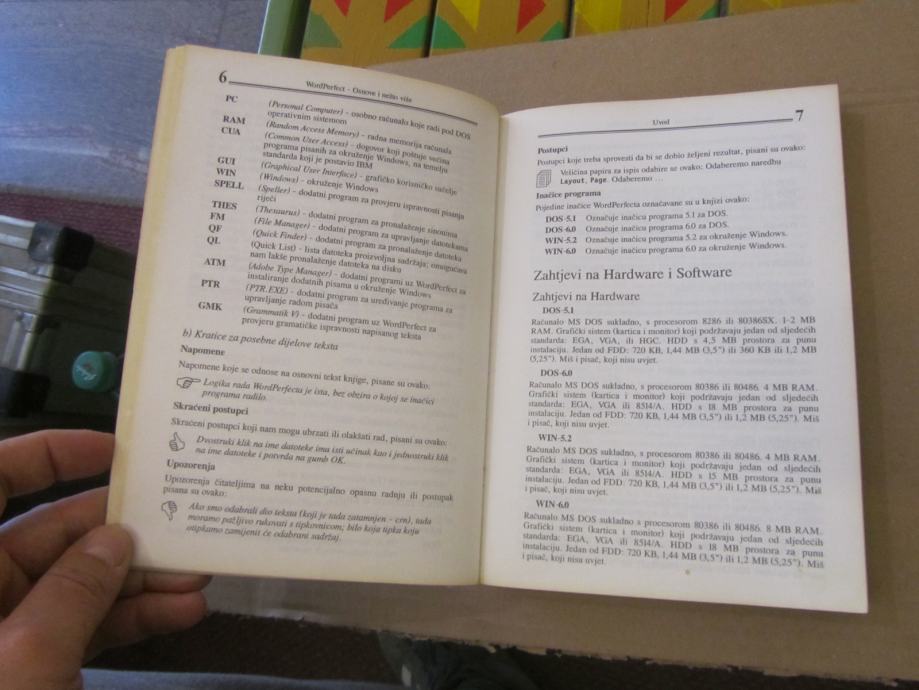 6
WordPerfect - Osnove i nešto više
PC (Personal Computer) - osobno računalo koje radi pod DOS
operativnim sistemom
RAM (Random Access Memory) - radna memorija računala
CUA (Common User Access) - dogovor koji poštuje većina
programa pisanih za okruženje Windows, na temelju
standarda koji je postavio IBM
GUI (Graphical User Interface) - grafičko korisničko sučelje
WIN (Windows) - okruženje Windows
SPELL (Speller) - dodatni program za provjeru ispravnosti pisanja
riječi
THES (Thesaurus) - dodatni program za pronalaženje sinonima
FM (File Manager) - dodatni program za upravljanje datotekama
QF (Quick Finder) - dodatni program za pronalaženje datoteka
QL (Quick List) - lista datoteka proizvoljna sadržaja; omogućava
nam lakše pronalaženje datoteka na disku
ATM (Adobe Type Manager) - dodatni programi uz WordPerfect za
instaliranje dodatnih pisama u okruženje Windows
PTR (PTR.EXE) - dodatni program za uređivanje programa za
upravljanje radom pisača
GMK (Grammatik V) - dodatni program uz WordPerfect za
provjeru gramatičke ispravnosti napisanog teksta
b) Kratice za posebne dijelove teksta
Napomene
Napomene koje se odnose na osnovni tekst knjige, pisane su ovako:
Logika rada WordPerfecta je ista, bez obzira o kojoj se inačici
programa radilo.
Skraćeni postupci
Skraćeni postupci koji nam mogu ubrzati ili olakšati rad, pisani su ovako:
Dvostruki klik na ime datoteke imu isti učinak kao i jednostruki klik
na ime datoteke i potvrda na gumb OK.
Upozorenja
Upozorenja čitateljima na neku potencijalno opasnu radnju ili postupak
pisana su ovako:
Ako smo odabrali dio teksta (koji je tada zatamnjen - crn), tada
moramo pažljivo rukovati s tipkovnicom; bilo koja tipka koju
otipkamo zamijenit će odabrani sadržaj.
Uvod
7
Postupci
Postupci koje treba sprovesti da bi se dobio željeni rezultat, pisani su ovako:
Veličina papira za ispis odabire se ovako: Odaberemo naredbu
Layout, Page. Odaberemo ...
Inačice programa
Pojedine inačice WordPerfecta označavane su u knjizi ovako:
DOS-5.1 Označuje inačicu programa 5.1 za DOS.
DOS-6.0 Označuje inačicu programa 6.0 za DOS.
WIN-5.2 Označuje inačicu programa 5.2 za okruženje Windows.
WIN-6.0 Označuje inačicu programa 6.0 za okruženje Windows.
Zahtjevi na Hardware i Software
Zahtjevi na Hardware
DOS-5.1
Računalo MS DOS sukladno, s procesorom 8286 ili 80386SX. 1-2 MB
RAM. Grafički sistem (kartica i monitor) koji podržavaju jedan od sljedećih
standarda: EGA, VGA, ili HGC. HDD s 4,5 MB prostora za punu
instalaciju. Jedan od FDD: 720 KB, 1,44 MB (3,5") ili 360 KB ili 1,2 MB
(5,25"). Miš i pisač, koji nisu uvjet.
DOS-6.0
Računalo MS DOS sukladno, s procesorom 80386 ili 80486. 4 MB RAM.
Grafički sistem (kartica i monitor) koji podržavaju jedan od sljedećih
standarda: EGA, VGA ili 8514/A. HDD s 18 MB prostora za punu
instalaciju. Jedan od FDD: 720 KB, 1,44 MB (3,5") ili 1,2 MB (5,25"). Miš
i pisač, koji nisu uvjet.
WIN-5.2
Računalo MS DOS sukladno, s procesorom 80386 ili 80486. 4 MB RAM.
Grafički sistem (kartica i monitor) koji podržavaju jedan od sljedećih
standarda: EGA, VGA ili 8514/A. HDD s 15 MB prostora za punu
instalaciju. Jedan od FDD: 720 KB, 1,44 MB (3,5") ili 1,2 MB (5,25"). Miš
i pisač, koji nisu uvjet.
WIN-6.0
Računalo MS DOS sukladno, s procesorom 80386 ili 80486. 8 MB RAM.
Grafički sistem (kartica i monitor) koji podržavaju jedan od sljedećih
standarda: EGA, VGA ili 8514/A. HDD s 18 MB prostora za punu
instalaciju. Jedan od FDD: 720 KB, 1,44 MB (3,5") ili 1,2 MB (5,25"). Miš
i pisač, koji nisu uvjet.